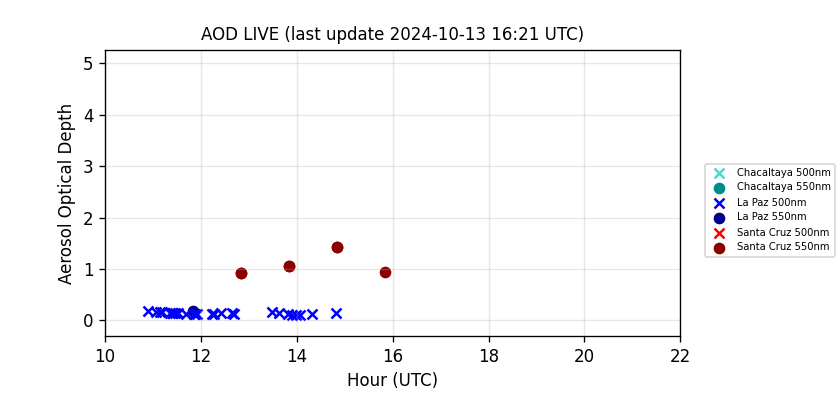 AOD LIVE (last update 2024-10-13 16:21 UTC)
Aerosol Optical Depth
5
4
3
2
1
0
10 12 14 16 18 20 22
Hour (UTC)
Chacaltaya 500nm
Chacaltaya 550nm
La Paz 500nm
La Paz 550nm
Santa Cruz 500nm
Santa Cruz 550nm